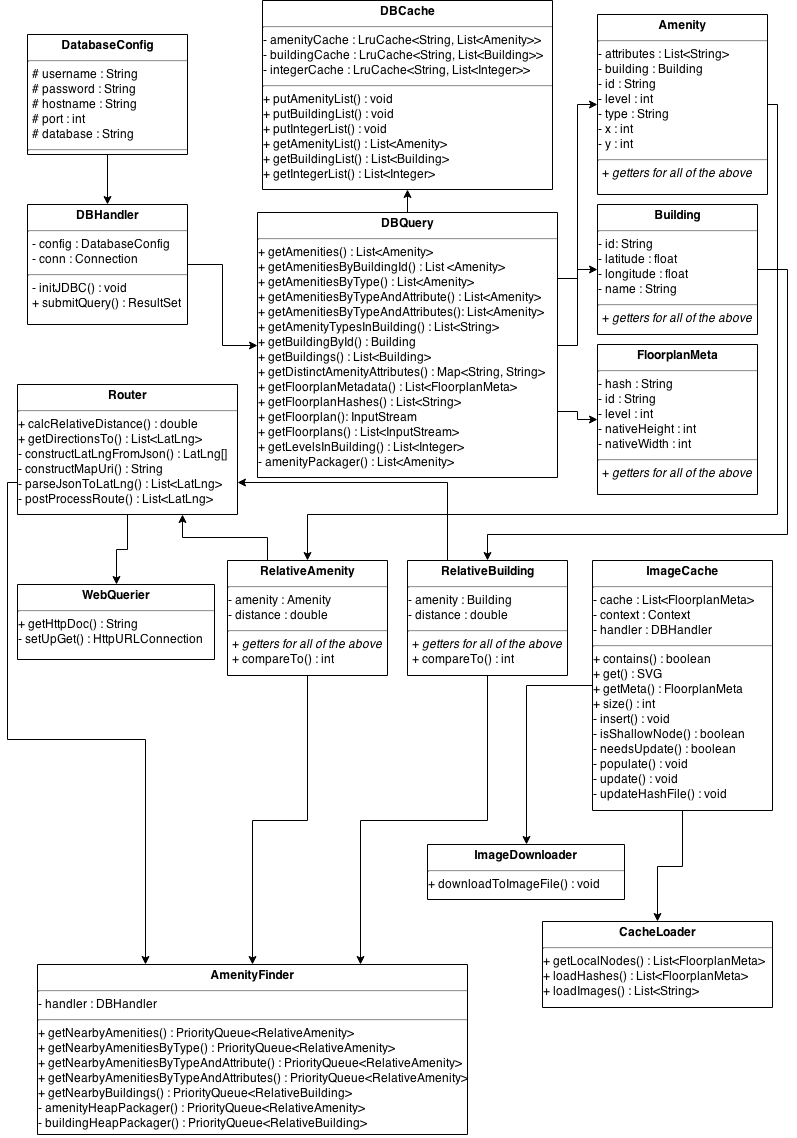 DBCache
- amenityCache : LruCache<String, List<Amenity>>
- buildingCache : LruCache<String, List<Building>>
- integerCache : LruCache<String, List<Integer>>
+ putAmenityList() : void
+ putBuildingList() : void
+ putIntegerList() : void
+ getAmenityList() : List<Amenity>
+ getBuildingList() : List<Building>
+ getIntegerList() : List<Integer>
DatabaseConfig
# username : String
# password : String
# hostname : String
# port : int
# database : String
Amenity
- attributes : List<String>
- building : Building
- id : String
- level : int
- type : String
- x : int
- y : int
+ getters for all of the above
DBHandler
- config : DatabaseConfig
- conn : Connection
- initJDBC() : void
+ submitQuery() : ResultSet
DBQuery
+ getAmenities() : List<Amenity>
+ getAmenitiesByBuildingId() : List <Amenity>
+ getAmenitiesByType() : List<Amenity>
+ getAmenitiesByTypeAndAttribute() : List<Amenity>
+ getAmenitiesByTypeAndAttributes(): List<Amenity>
+ getAmenityTypesInBuilding() : List<String>
+ getBuildingById() : Building
+ getBuildings() : List<Building>
+ getDistinctAmenityAttributes() : Map<String, String>
+ getFloorplanMetadata() : List<FloorplanMeta>
+ getFloorplanHashes() : List<String>
+ getFloorplan(): InputStream
+ getFloorplans() : List<InputStream>
+ getLevelsInBuilding() : List<Integer>
- amenityPackager() : List<Amenity>
Building
- id: String
- latitude : float
- longitude : float
- name : String
+ getters for all of the above
FloorplanMeta
- hash : String
- id : String
- level : int
- nativeHeight : int
- nativeWidth : int
+ getters for all of the above
Router
+ calcRelativeDistance() : double
+ getDirectionsTo() : List<LatLng>
- constructLatLngFromJson() : LatLng[]
- constructMapUri() : String
- parseJsonToLatLng() : List<LatLng>
- postProcessRoute() : List<LatLng>
WebQuerier
+ getHttpDoc() : String
- setUpGet() : HttpURLConnection
RelativeAmenity
- amenity : Amenity
- distance : double
+ getters for all of the above
+ compareTo() : int
RelativeBuilding
- amenity : Building
- distance : double
+ getters for all of the above
+ compareTo() : int
ImageCache
- cache : List<FloorplanMeta>
- context : Context
- handler : DBHandler
+ contains() : boolean
+ get() : SVG
+ getMeta() : FloorplanMeta
+ size() : int
- insert() : void
- isShallowNode() : boolean
- needsUpdate() : boolean
- populate() : void
- update() : void
- updateHashFile() : void
ImageDownloader
+ downloadToImageFile() : void
CacheLoader
+ getLocalNodes() : List<FloorplanMeta>
+ loadHashes() : List<FloorplanMeta>
+ loadImages() : List<String>
AmenityFinder
- handler : DBHandler
+ getNearbyAmenities() : PriorityQueue<RelativeAmenity>
+ getNearbyAmenitiesByType() : PriorityQueue<RelativeAmenity>
+ getNearbyAmenitiesByTypeAndAttribute() : PriorityQueue<RelativeAmenity>
+ getNearbyAmenitiesByTypeAndAttributes() : PriorityQueue<RelativeAmenity>
+ getNearbyBuildings() : PriorityQueue<RelativeBuilding>
- amenityHeapPackager() : PriorityQueue<RelativeAmenity>
- buildingHeapPackager() : PriorityQueue<RelativeBuilding>